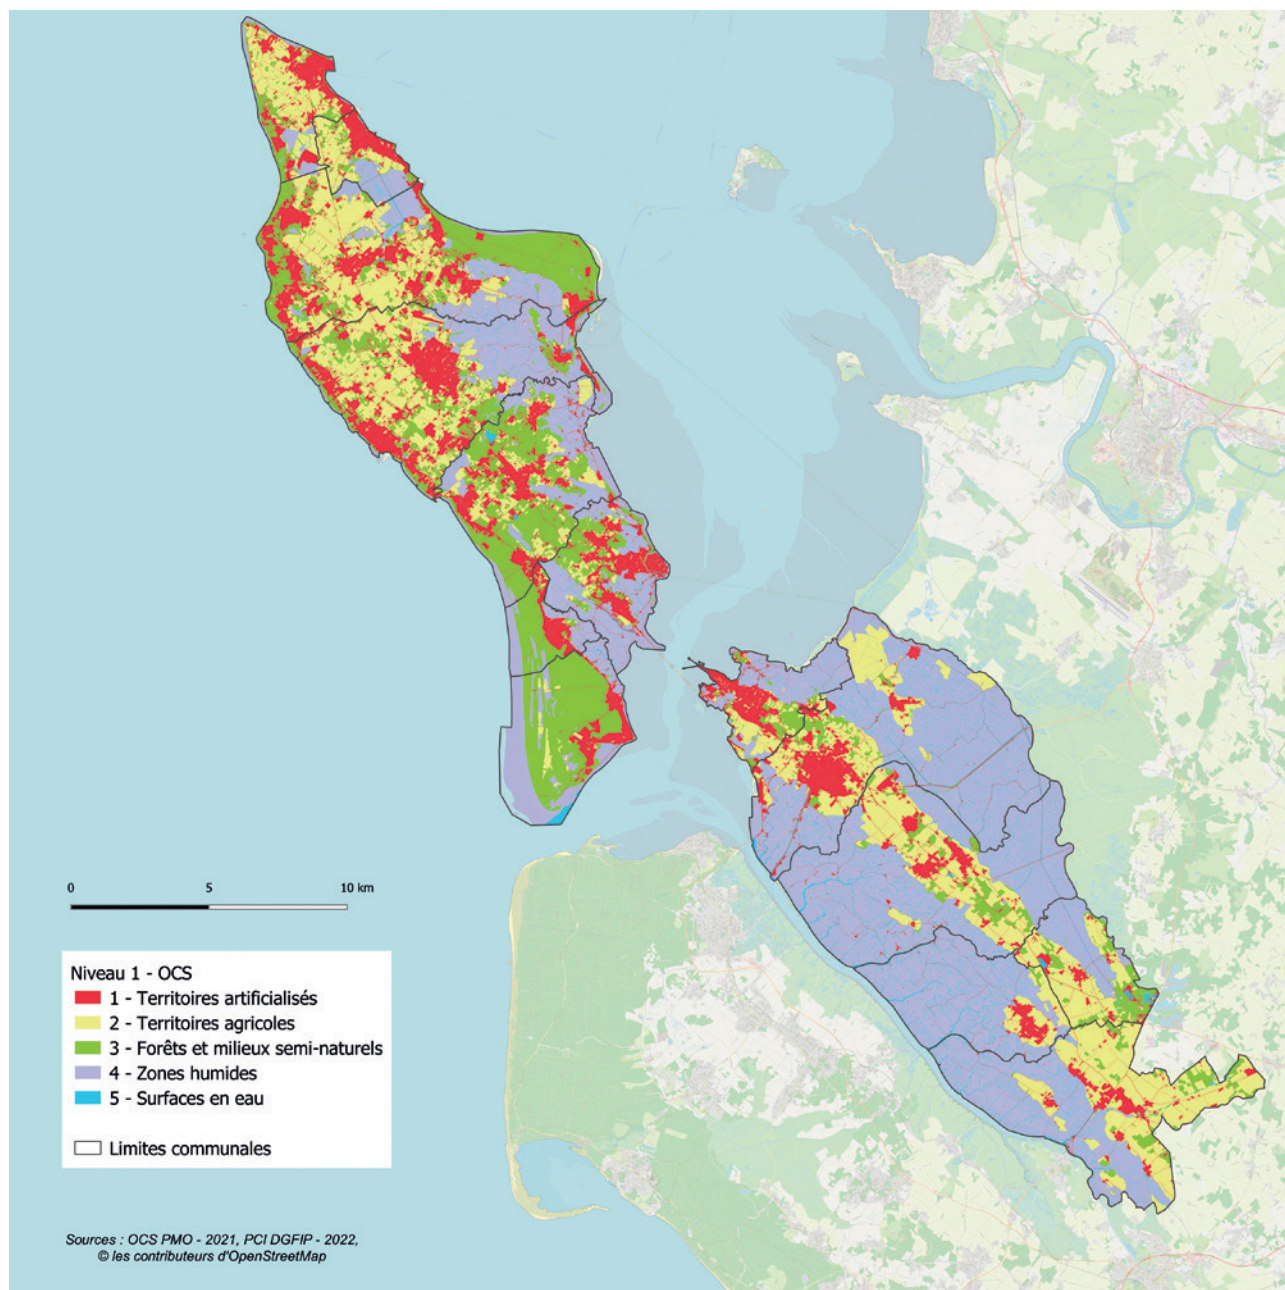 0 5 10 km
Niveau 1 - OCS
1 - Territoires artificialisés
2 - Territoires agricoles
3 - Forêts et milieux semi-naturels
4 - Zones humides
5 - Surfaces en eau
Limites communales
Sources : OCS PMO - 2021, PCI DGFIP - 2022,
© les contributeurs d'OpenStreetMap